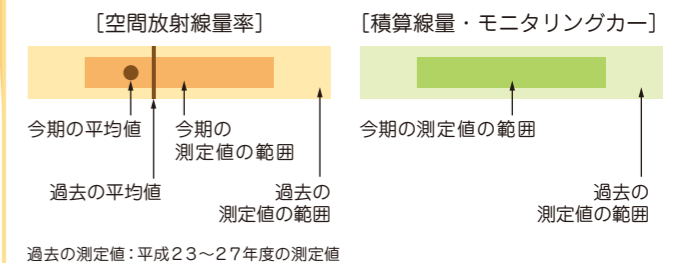 [空間放射線量率]
[積算線量・モニタリングカー]
今期の平均値
今期の
測定値の範囲
過去の平均値
過去の
測定値の範囲
今期の測定値の範囲
過去の
測定値の範囲
過去の測定値：平成23～27年度の測定値